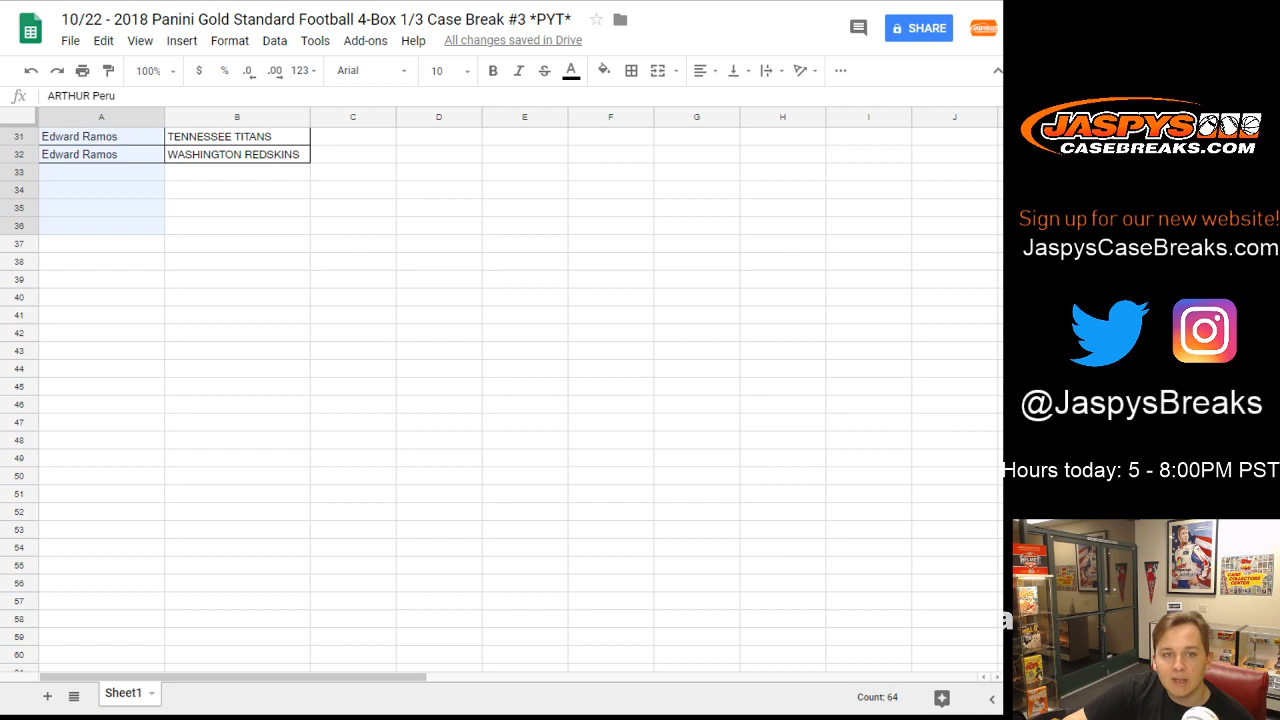 10/22 - 2018 Panini Gold Standard Football 4-Box 1/3 Case Break #3 *PYT*
SHARE
File Edit View Insert Format Data Tools Add-ons Help All changes saved in Drive
100% $ % .0 .00 123 Arial 10 B I S A
fx ARTHUR Peru
A B C D E F G H I J
31 Edward Ramos TENNESSEE TITANS
32 Edward Ramos WASHINGTON REDSKINS
33
34
35
36
37
38
39
40
41
42
43
44
45
46
47
48
49
50
51
52
53
54
55
56
57
58
59
60
Sheet1
Count: 64
JASPYS
CASEBREAKS.COM
Sign up for our new website!
JaspysCaseBreaks.com
@JaspysBreaks
Hours today: 5 - 8:00PM PST